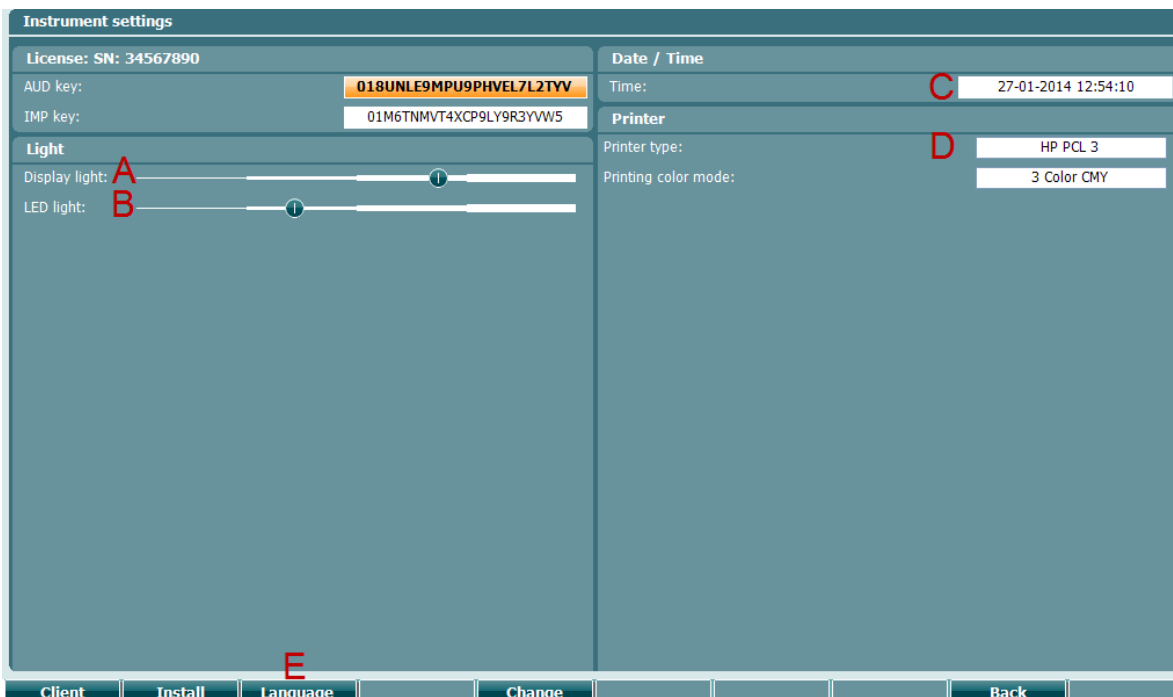 Instrument settings
License: SN: 34567890
AUD key: 018UNLE9MPU9PHVEL7L2TYV
IMP key: 01M6TNMVT4XCP9LY9R3YVW5
Light
Display light: A
LED light: B
Date / Time
Time: C 27-01-2014 12:54:10
Printer
Printer type: D HP PCL 3
Printing color mode: 3 Color CMY
E
Client Install Language Change Back